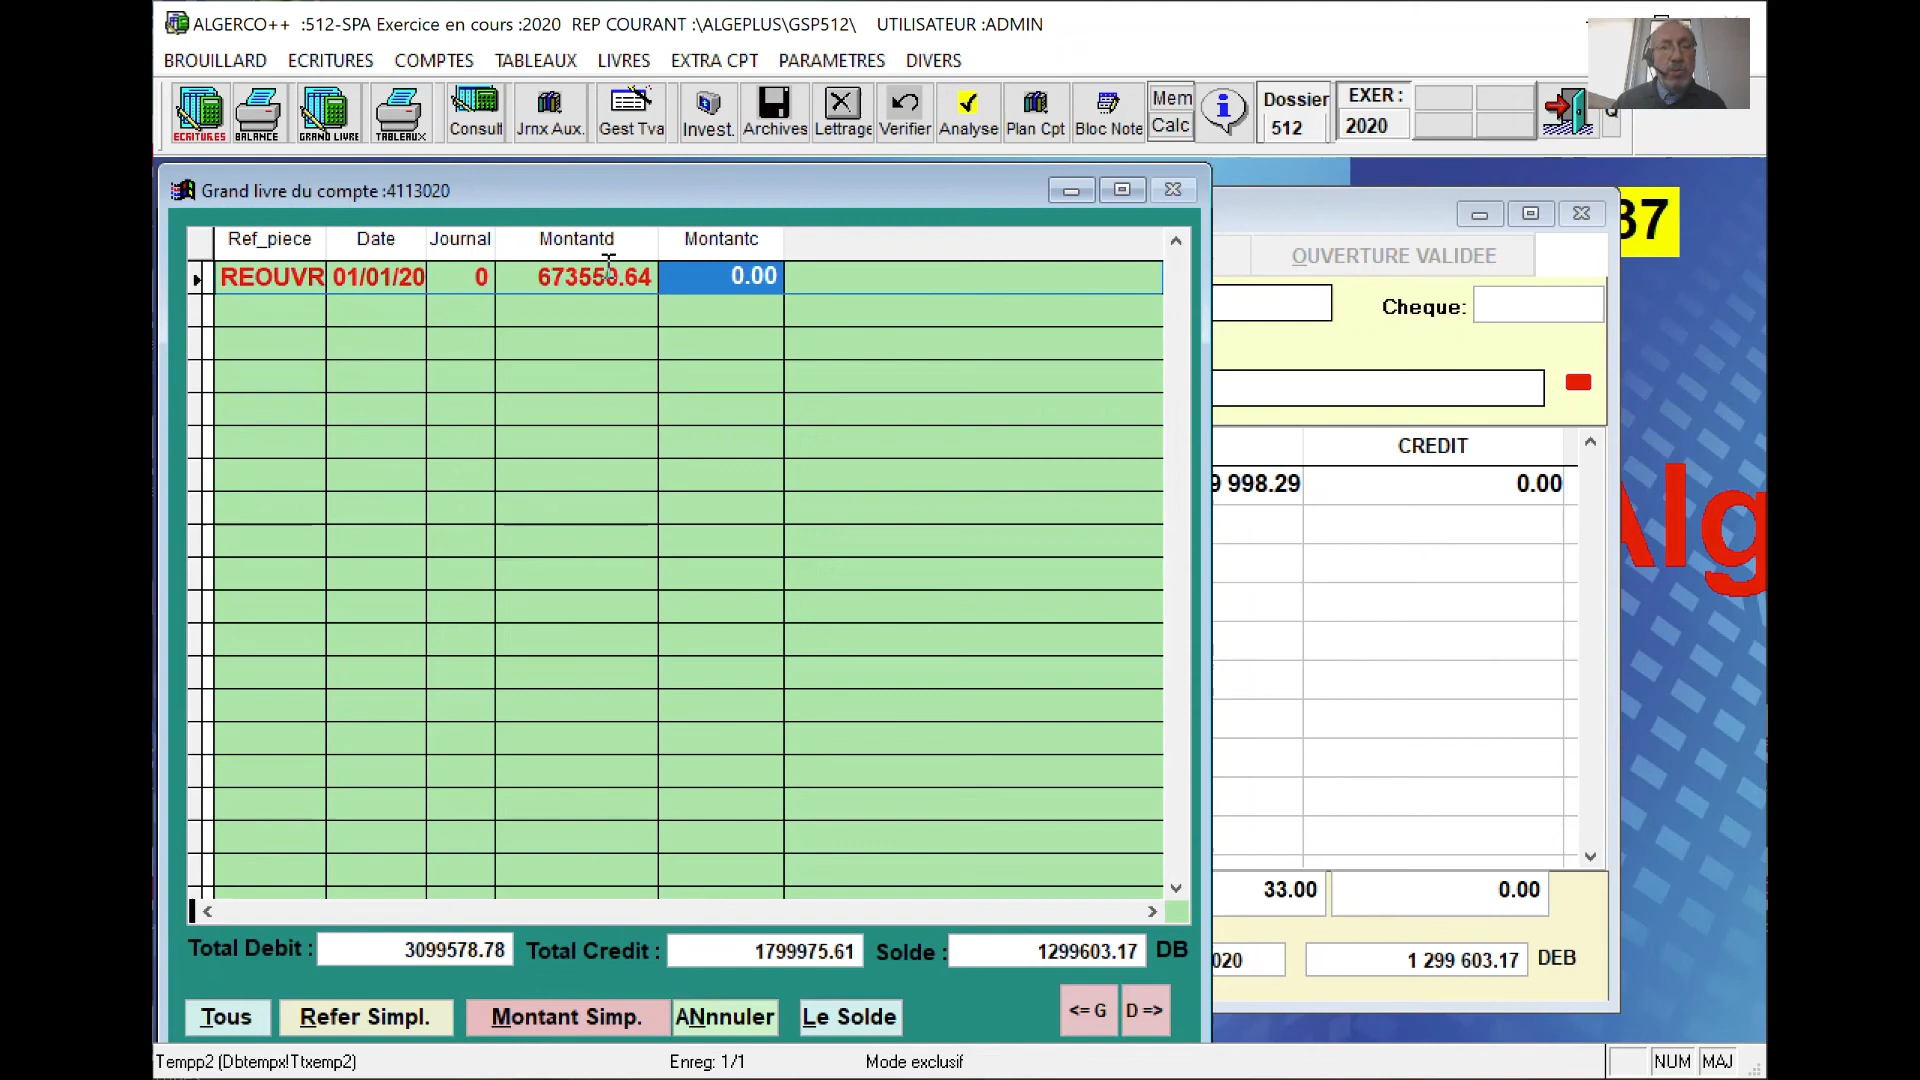 ALGERCO++ :512-SPA Exercice en cours :2020 REP COURANT :\ALGEPLUS\GSP512\ UTILISATEUR :ADMIN
BROUILLARD ECRITURES COMPTES TABLEAUX LIVRES EXTRA CPT PARAMETRES DIVERS
ECRITURES BALANCE GRAND LIVRE TABLEAUX Consult Jrnx Aux. Gest Tva Invest. Archives Lettrage Verifier Analyse Plan Cpt Bloc Note Mem Calc Dossier 512 EXER : 2020 Q
Grand livre du compte :4113020
37
Ref_piece Date Journal Montantd Montantc
OUVERTURE VALIDEE
REOUVR 01/01/20 0 673550.64 0.00
Cheque:
CREDIT
9 998.29 0.00
Alg
33.00 0.00
Total Debit : 3099578.78 Total Credit : 1799975.61 Solde : 1299603.17 DB
020 1 299 603.17 DEB
Tous Refer Simpl. Montant Simp. ANnnuler Le Solde <= G D =>
Tempp2 (Dbtempx!Ttxemp2) Enreg: 1/1 Mode exclusif NUM MAJ